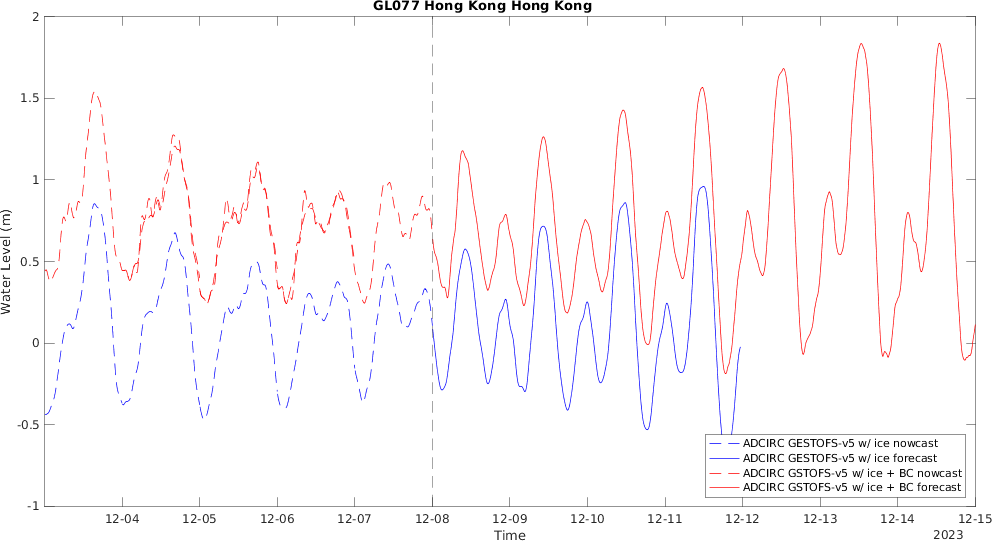 GL077 Hong Kong Hong Kong
2
1.5
1
0.5
0
-0.5
-1
Water Level (m)
12-04 12-05 12-06 12-07 12-08 12-09 12-10 12-11 12-12 12-13 12-14 12-15
Time
2023
ADCIRC GESTOFS-v5 w/ ice nowcast
ADCIRC GESTOFS-v5 w/ ice forecast
ADCIRC GSTOFS-v5 w/ ice + BC nowcast
ADCIRC GSTOFS-v5 w/ ice + BC forecast